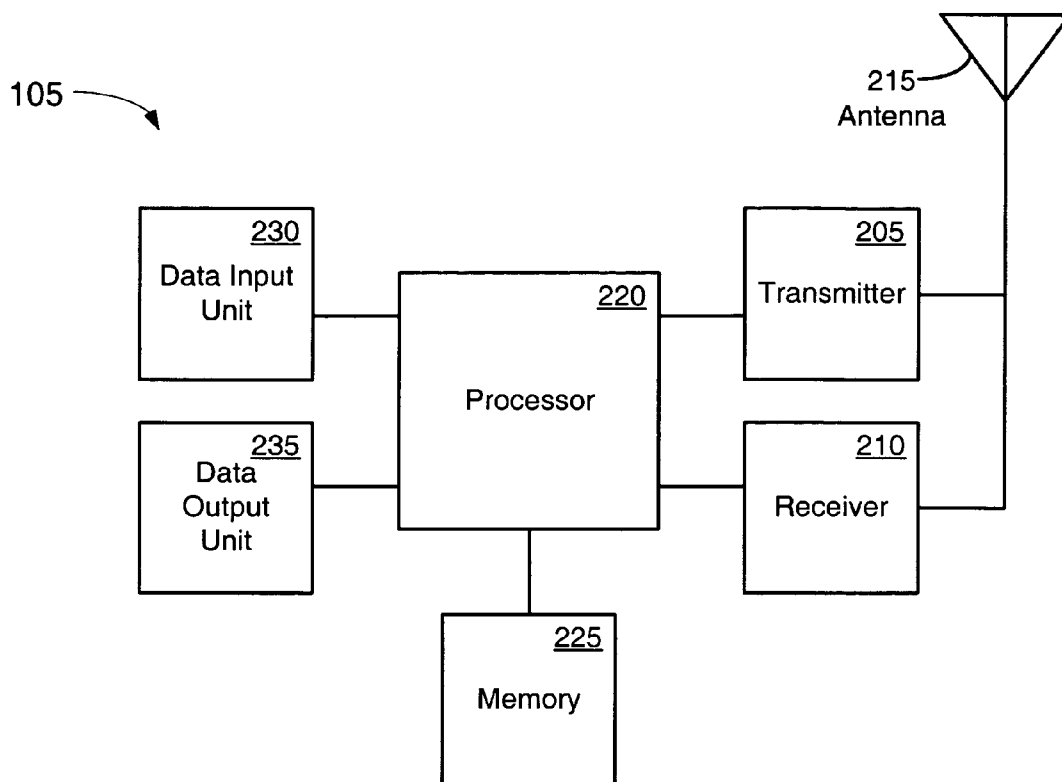 105
215
Antenna
230
Data Input
Unit
220
Processor
205
Transmitter
235
Data
Output
Unit
210
Receiver
225
Memory